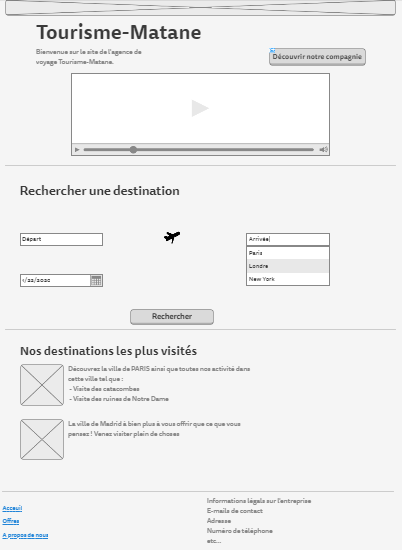 Tourisme-Matane
Bienvenue sur le site de l'agence de
voyage Tourisme-Matane.
Découvrir notre compagnie
Rechercher une destination
Départ
Arrivée
Paris
Londre
New York
Rechercher
Nos destinations les plus visités
Découvrez la ville de PARIS ainsi que toutes nos activité dans
cette ville tel que :
- Visite des catacombes
- Visite des ruines de Notre Dame
La ville de Madrid à bien plus à vous offrir que ce que vous
pensez ! Venez visiter plein de choses
Informations légals sur l'entreprise
Acceuil
E-mails de contact
Offres
Adresse
Numéro de téléphone
A propos de nous
etc...